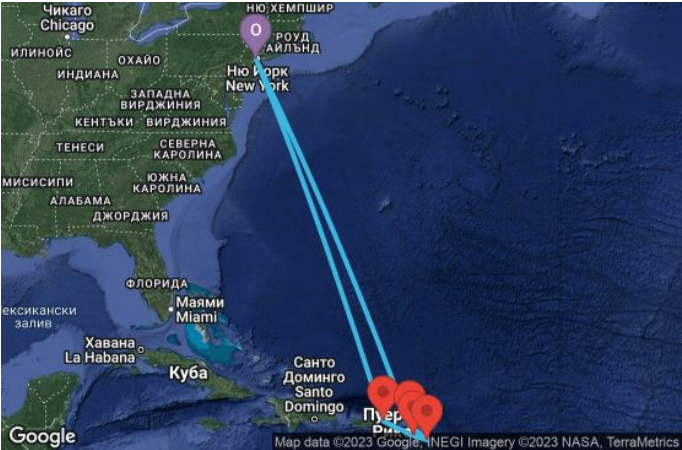 НЮ ХЕМПШИР
Чикаго
Chicago
О
РОУД
АЙЛЪНД
ИЛИНОЙС
ОХАЙО
ИНДИАНА
Ню Йорк
New York
ЗАПАДНА
ВИРДЖИНИЯ
КЕНТЪКИ
ВИРДЖИНИЯ
ТЕНЕСИ
СЕВЕРНА
КАРОЛИНА
МИСИСИПИ
ЮЖНА
КАРОЛИНА
АЛАБАМА
ДЖОРДЖИЯ
ФЛОРИДА
Маями
Miami
ексикански
залив
Хавана
La Habana
Куба
Санто
Доминго
Santo
Domingo
Google
Map data ©2023 Google, INEGI Imagery ©2023 NASA, TerraMetrics